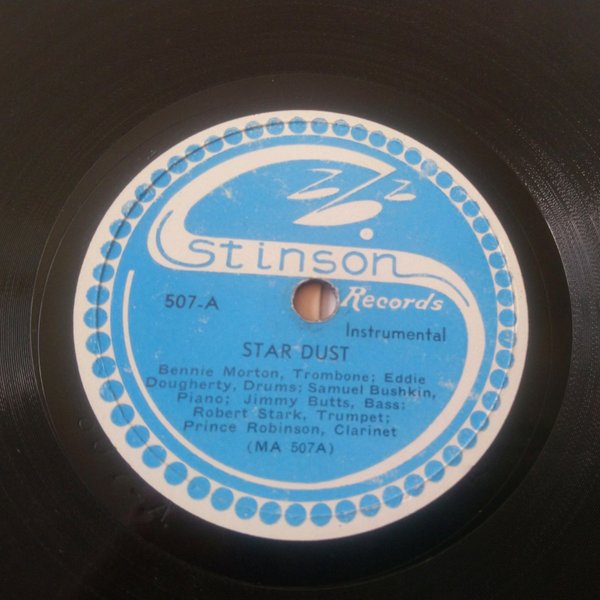 Stinson
Records
507-A
Instrumental
STAR DUST
Bennie Morton, Trombone; Eddie
Dougherty, Drums; Samuel Bushkin,
Piano; Jimmy Butts, Bass;
Robert Stark, Trumpet;
Prince Robinson, Clarinet
(MA 507A)